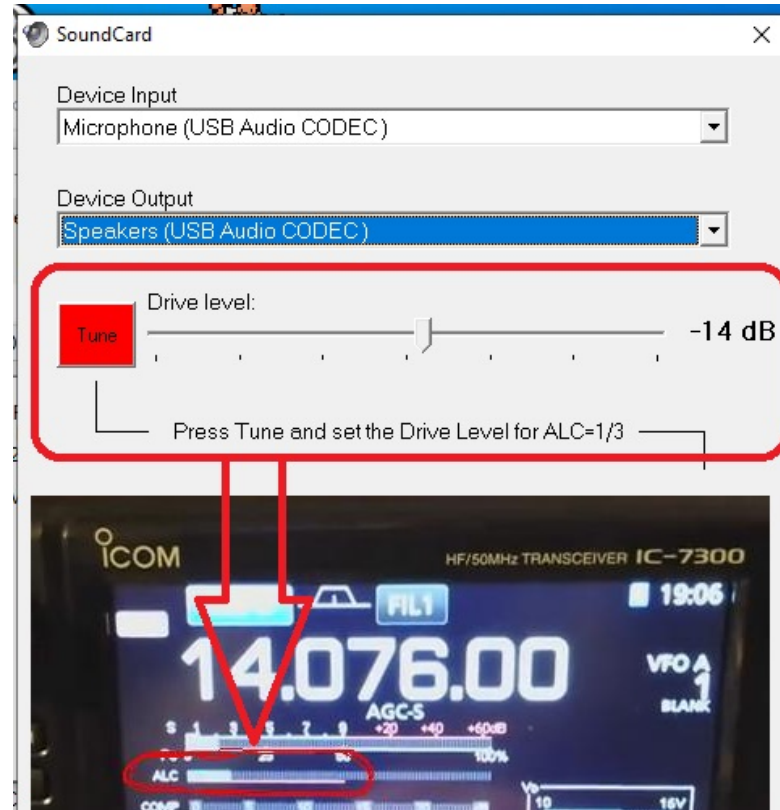 SoundCard
Device Input
Microphone (USB Audio CODEC)
Device Output
Speakers (USB Audio CODEC)
Drive level:
Tune
-14 dB
Press Tune and set the Drive Level for ALC=1/3
ICOM
HF/50MHz TRANSCEIVER IC-7300
FIL1
19:06
14.076.00
VFO A
1
BLANK
AGC-S
S 1 . 3 . 5 . 7 . 9 +20 +40 +60dB
100%
ALC
COMP
10
16V